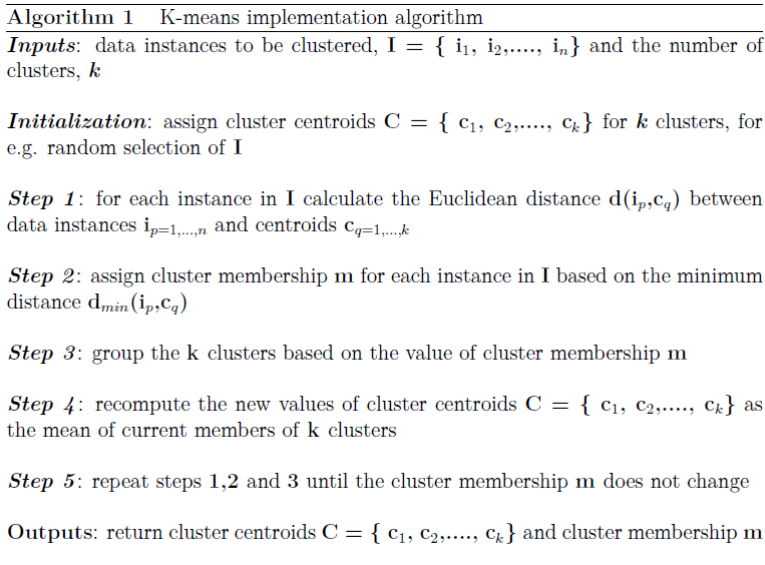 Algorithm 1 K-means implementation algorithm
Inputs: data instances to be clustered, I = { i1, i2,...., in} and the number of
clusters, k
Initialization: assign cluster centroids C = { c1, c2,...., ck} for k clusters, for
e.g. random selection of I
Step 1: for each instance in I calculate the Euclidean distance d(ip,cq) between
data instances ip=1,...,n and centroids cq=1,...,k
Step 2: assign cluster membership m for each instance in I based on the minimum
distance dmin(ip,cq)
Step 3: group the k clusters based on the value of cluster membership m
Step 4: recompute the new values of cluster centroids C = { c1, c2,...., ck} as
the mean of current members of k clusters
Step 5: repeat steps 1,2 and 3 until the cluster membership m does not change
Outputs: return cluster centroids C = { c1, c2,...., ck} and cluster membership m